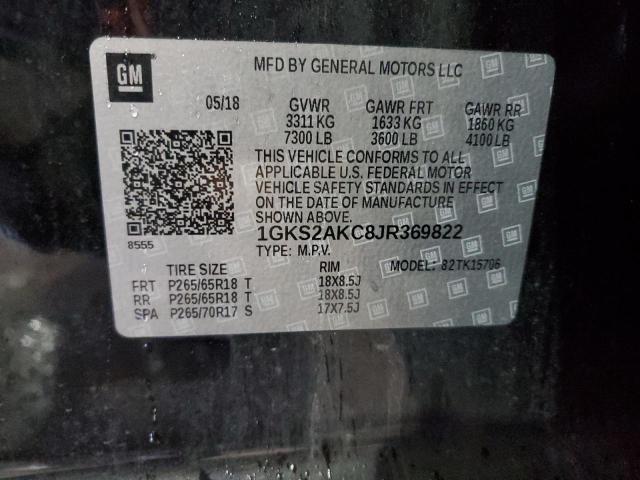 GM
MFD BY GENERAL MOTORS LLC
05/18 GVWR GAWR FRT GAWR RR
3311 KG 1633 KG 1860 KG
7300 LB 3600 LB 4100 LB
THIS VEHICLE CONFORMS TO ALL
APPLICABLE U.S. FEDERAL MOTOR
VEHICLE SAFETY STANDARDS IN EFFECT
ON THE DATE OF MANUFACTURE
SHOWN ABOVE.
8555
1GKS2AKC8JR369822
TYPE: M.P.V. MODEL: 82TK15706
TIRE SIZE RIM
FRT P265/65R18 T 18X8.5J
RR P265/65R18 T 18X8.5J
SPA P265/70R17 S 17X7.5J